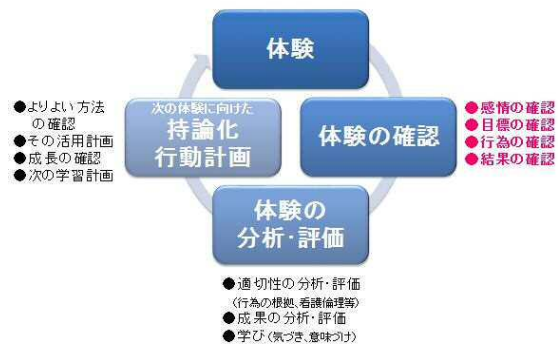 体験
体験の確認
●感情の確認
●目標の確認
●行為の確認
●結果の確認
体験の
分析・評価
●適切性の分析・評価
(行為の根拠、看護倫理等)
●成果の分析・評価
●学び(気づき、意味づけ)
次の体験に向けた
持論化
行動計画
●よりよい方法
の確認
●その活用計画
●成長の確認
●次の学習計画